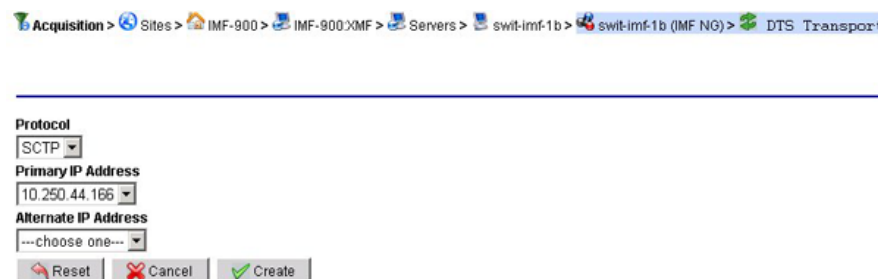 Acquisition > Sites > IMF-900 > IMF-900:XMF > Servers > swit-imf-1b > swit-imf-1b (IMF NG) > DTS Transport
Protocol
SCTP
Primary IP Address
10.250.44.166
Alternate IP Address
---choose one---
Reset Cancel Create